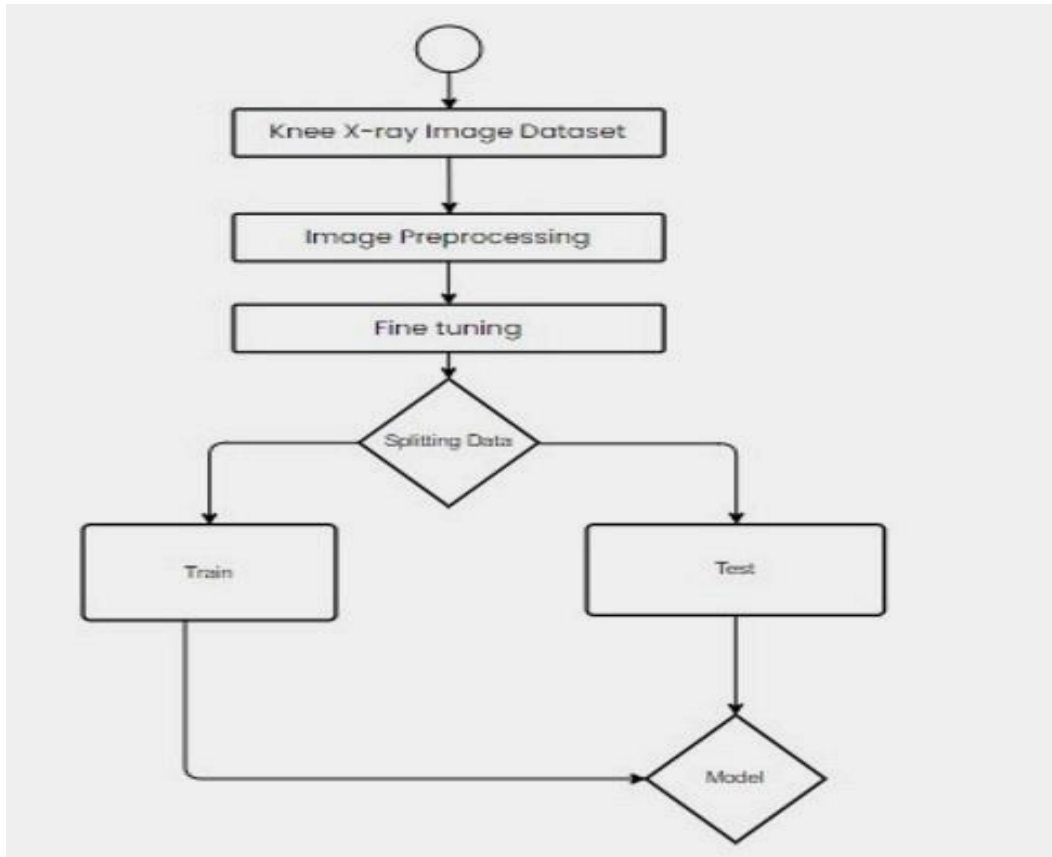 Knee X-ray Image Dataset
Image Preprocessing
Fine tuning
Splitting Data
Train
Test
Model